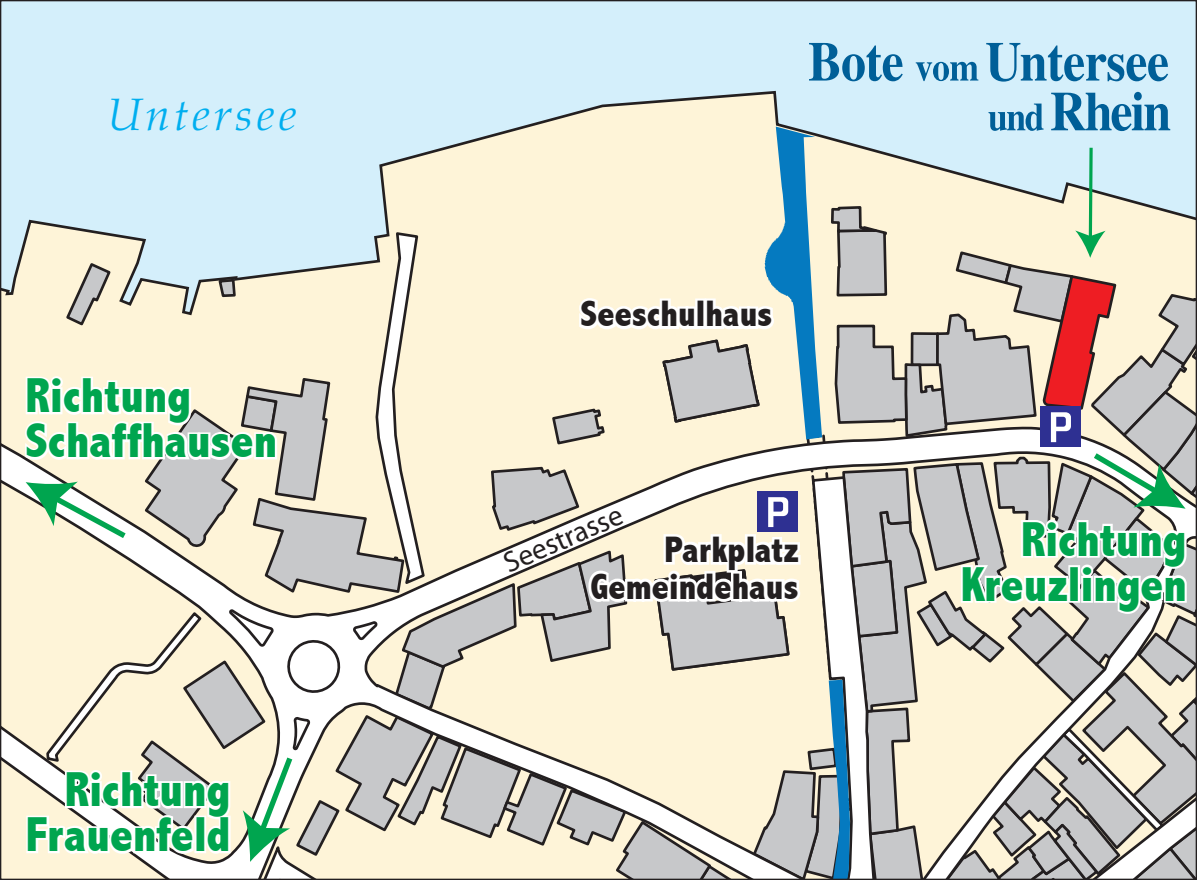 Bote vom Untersee
und Rhein
Untersee
Seeschulhaus
Richtung
Schaffhausen
P
P
Seestrasse
Parkplatz
Gemeindehaus
Richtung
Kreuzlingen
Richtung
Frauenfeld